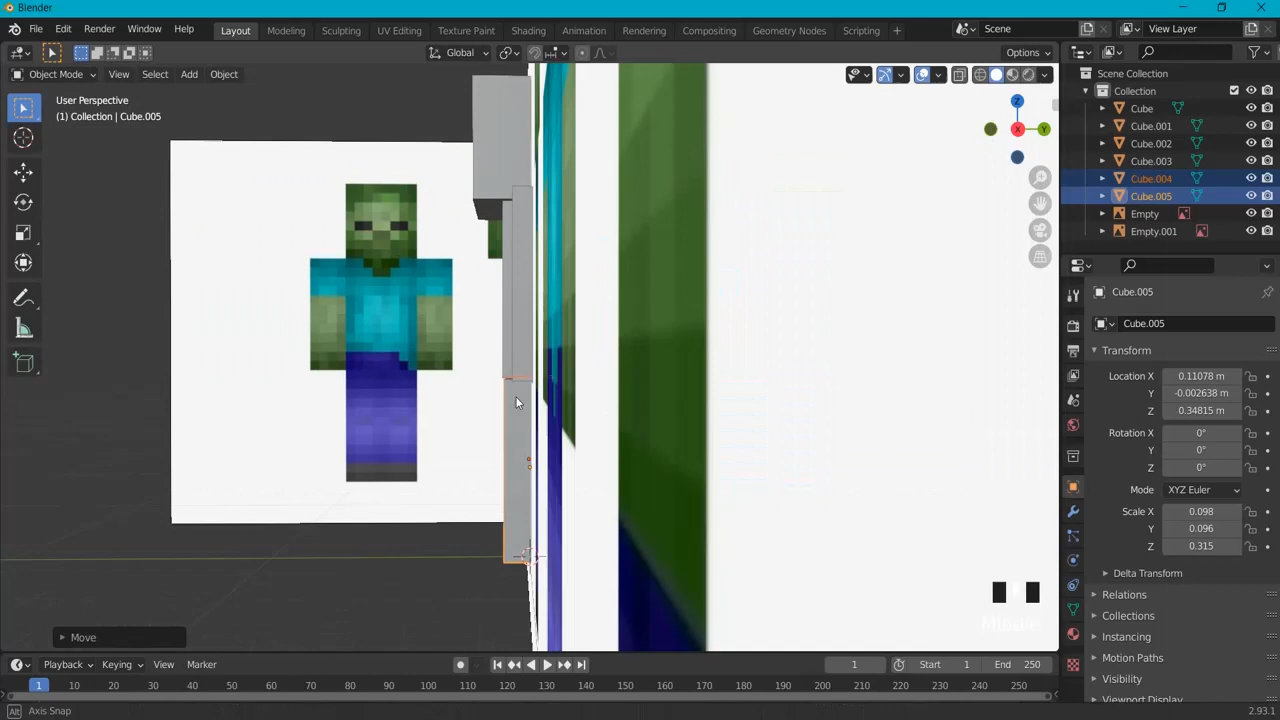 Blender
File Edit Render Window Help
Layout Modeling Sculpting UV Editing Texture Paint Shading Animation Rendering Compositing Geometry Nodes Scripting +
Scene
View Layer
Global
Options
Object Mode View Select Add Object
User Perspective
(1) Collection | Cube.005
Z
X
Y
Scene Collection
Collection
Cube
Cube.001
Cube.002
Cube.003
Cube.004
Cube.005
Empty
Empty.001
Cube.005
Cube.005
Transform
Location X 0.11078 m
Y -0.002638 m
Z 0.34815 m
Rotation X 0°
Y 0°
Z 0°
Mode XYZ Euler
Scale X 0.098
Y 0.096
Z 0.315
Delta Transform
Relations
Collections
Instancing
Motion Paths
Visibility
Viewport Display
Move
Playback Keying View Marker
1
Start 1
End 250
1 10 20 30 40 50 60 70 80 90 100 110 120 130 140 150 160 170 180 190 200 210 220 230 240 250
Alt Axis Snap
2.93.1